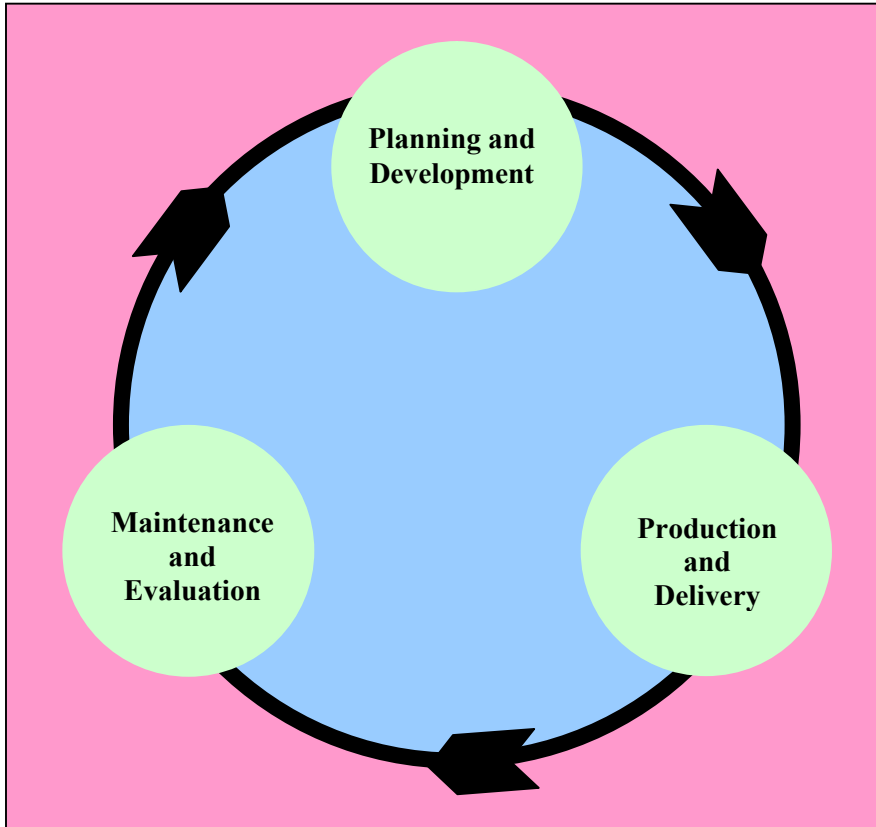 Planning and
Development
Maintenance
and
Evaluation
Production
and
Delivery